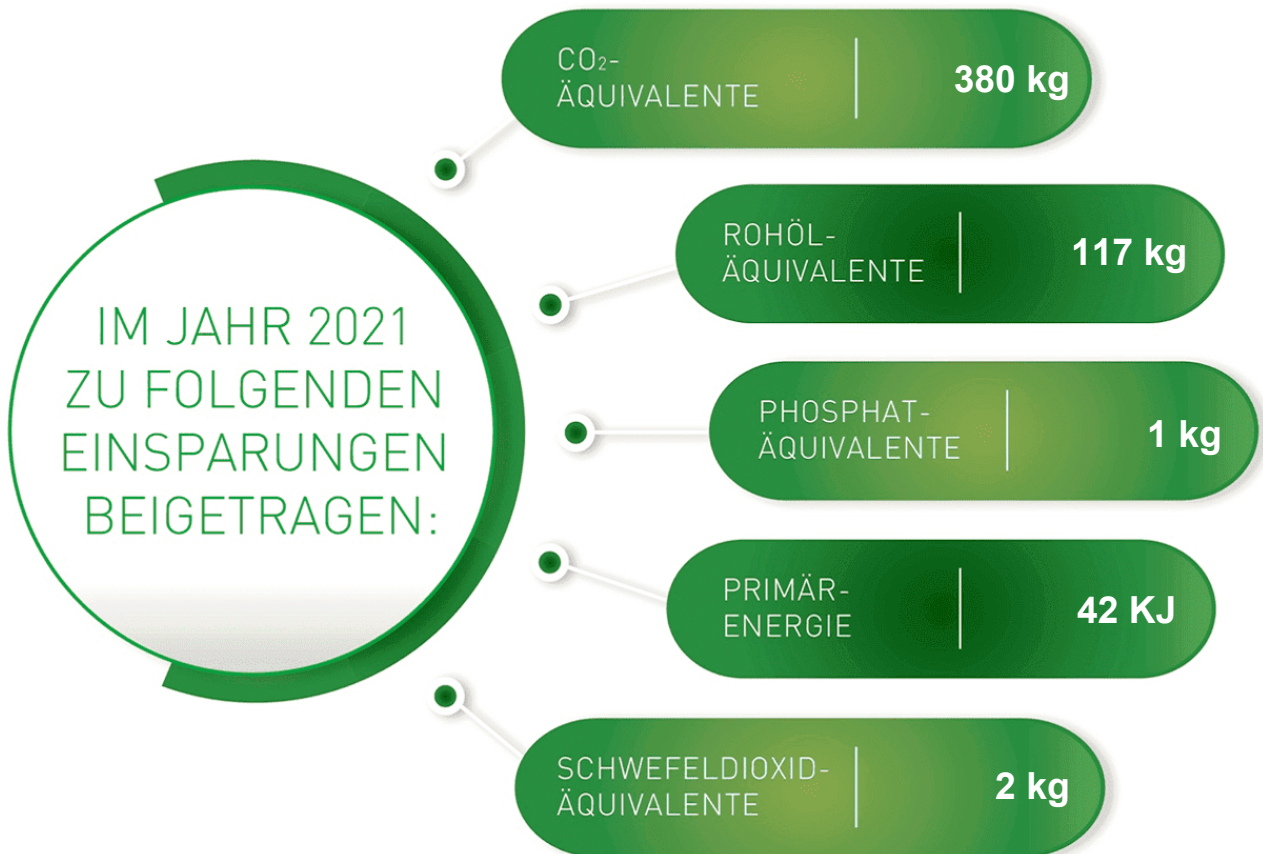 IM JAHR 2021
ZU FOLGENDEN
EINSPARUNGEN
BEIGETRAGEN:
CO₂-
ÄQUIVALENTE
380 kg
ROHÖL-
ÄQUIVALENTE
117 kg
PHOSPHAT-
ÄQUIVALENTE
1 kg
PRIMÄR-
ENERGIE
42 KJ
SCHWEFELDIOXID-
ÄQUIVALENTE
2 kg